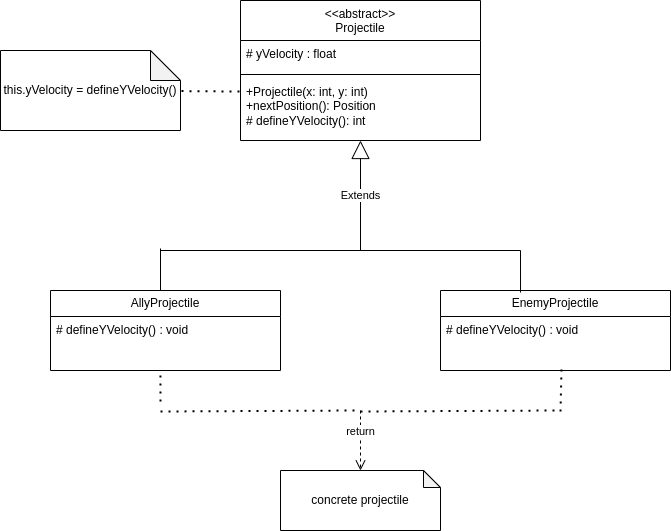 <<abstract>>
Projectile
# yVelocity : float
this.yVelocity = defineYVelocity()
+Projectile(x: int, y: int)
+nextPosition(): Position
# defineYVelocity(): int
Extends
AllyProjectile
# defineYVelocity() : void
EnemyProjectile
# defineYVelocity() : void
return
concrete projectile